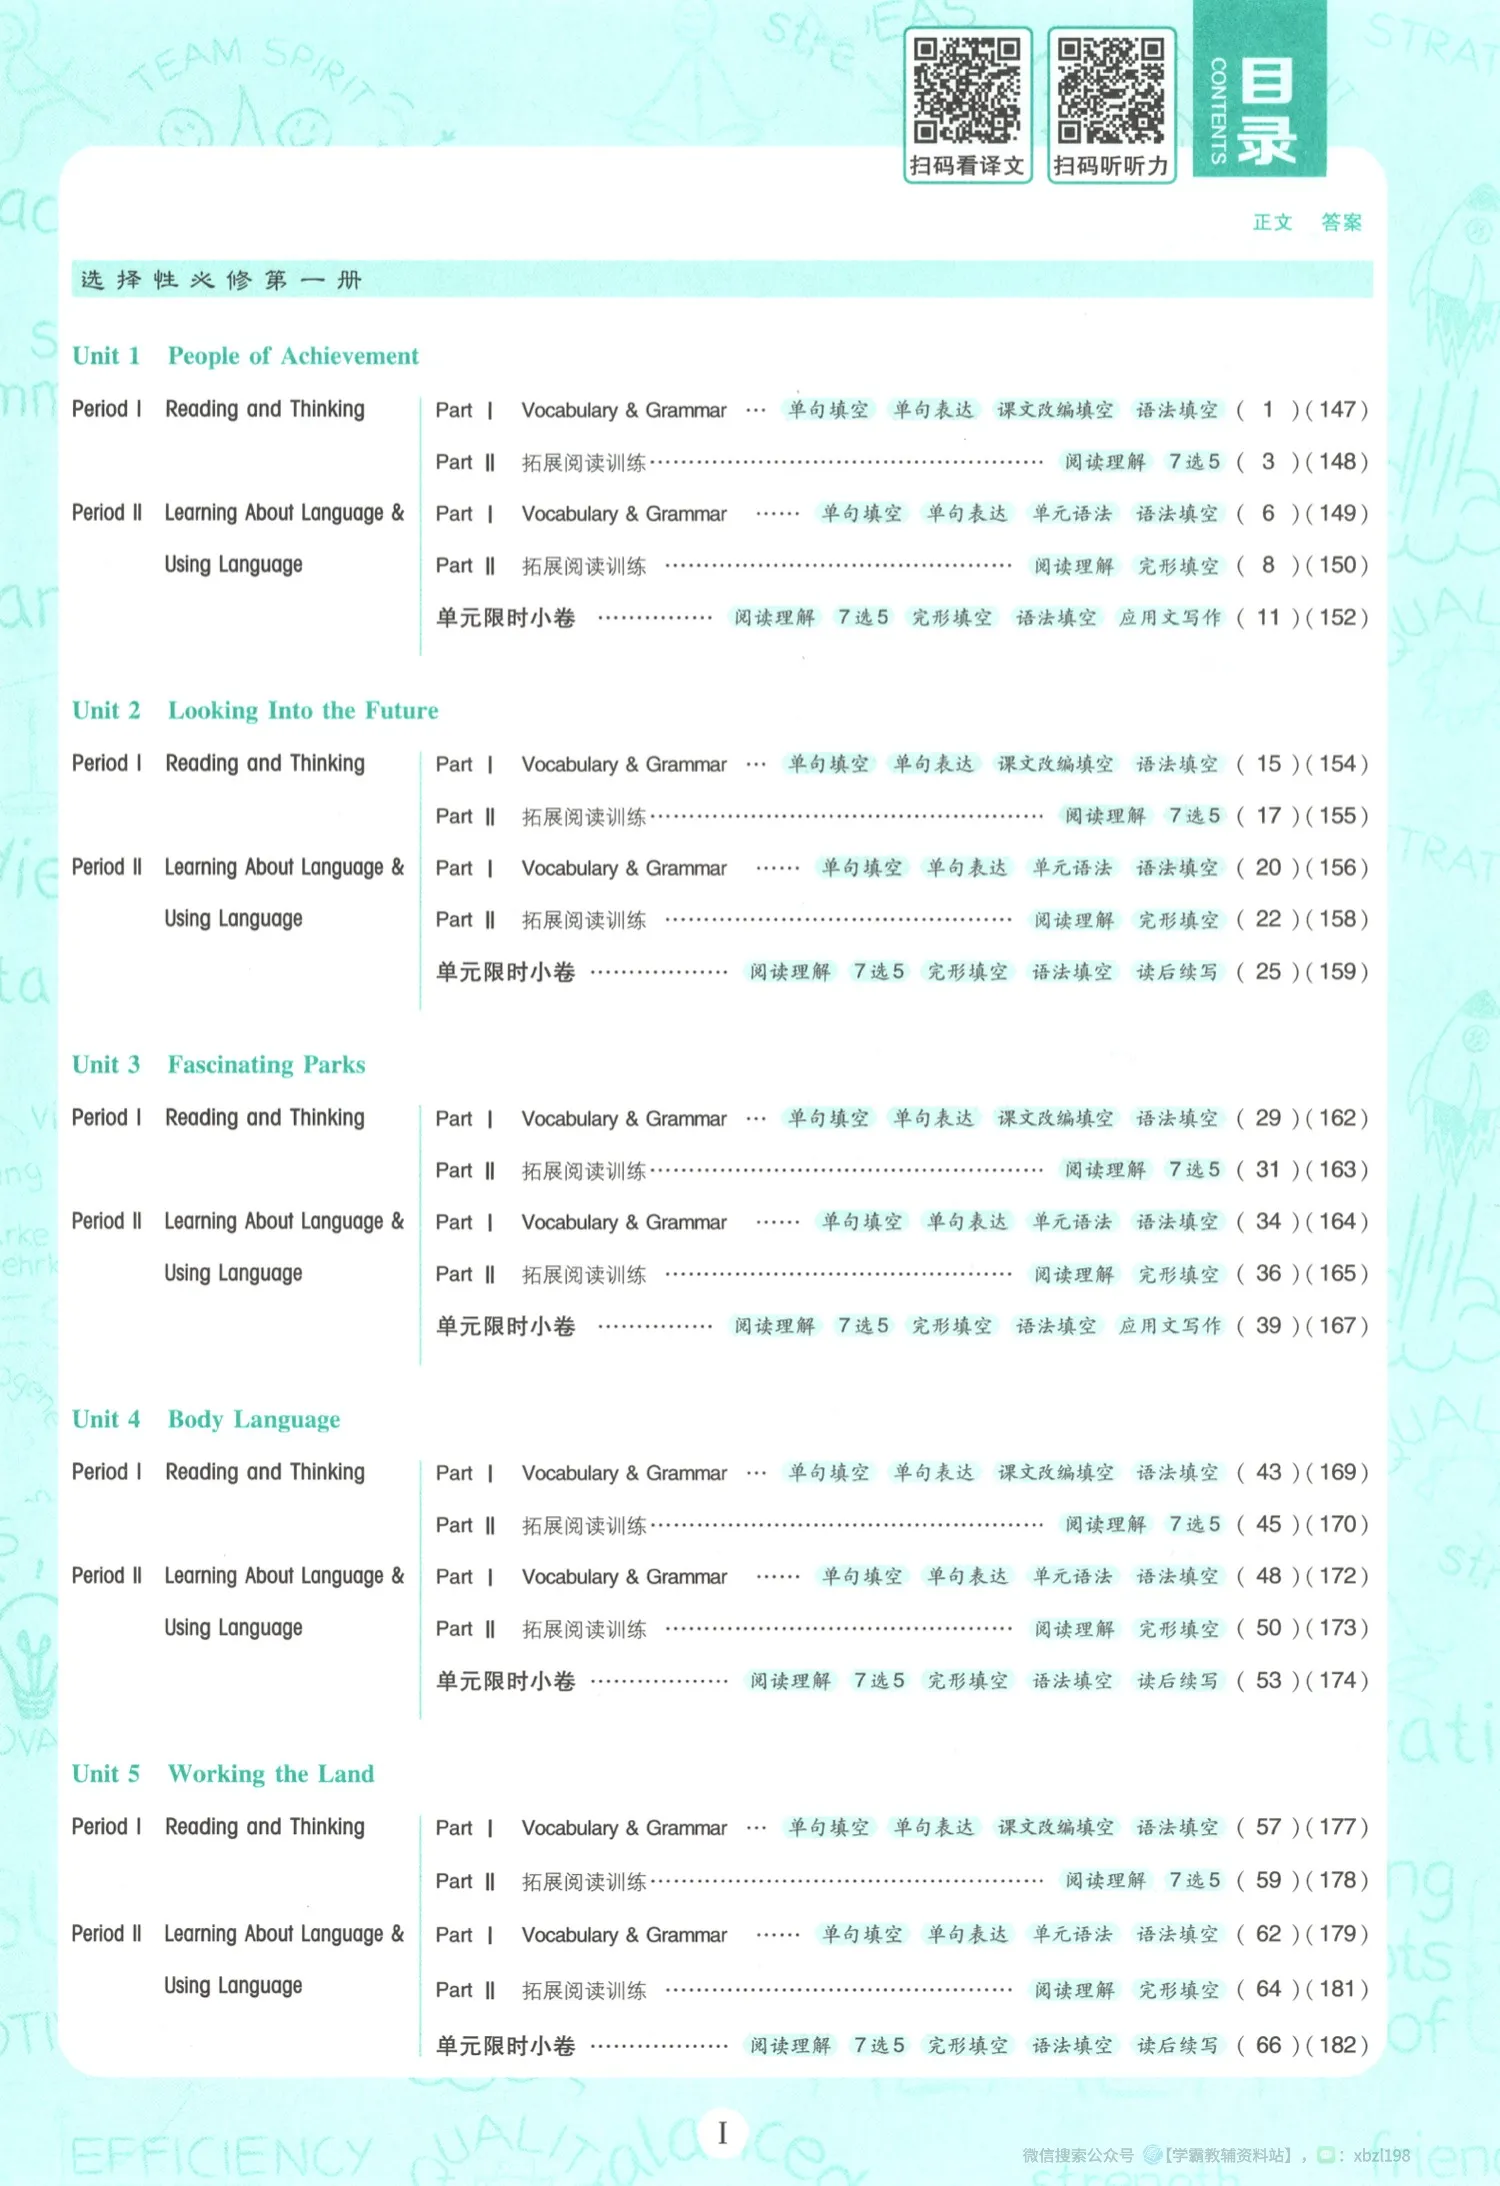 目录
CONTENTS
扫码看译文
扫码听听力
正文 答案
选择性必修第一册
Unit 1 People of Achievement
Period Ⅰ Reading and Thinking
Part Ⅰ Vocabulary & Grammar … 单句填空 单句表达 课文改编填空 语法填空 ( 1 )(147)
Part Ⅱ 拓展阅读训练 …… 阅读理解 7选5 ( 3 )(148)
Period Ⅱ Learning About Language &
Using Language
Part Ⅰ Vocabulary & Grammar …… 单句填空 单句表达 单元语法 语法填空 ( 6 )(149)
Part Ⅱ 拓展阅读训练 …… 阅读理解 完形填空 ( 8 )(150)
单元限时小卷 …… 阅读理解 7选5 完形填空 语法填空 应用文写作 ( 11 )(152)
Unit 2 Looking Into the Future
Period Ⅰ Reading and Thinking
Part Ⅰ Vocabulary & Grammar … 单句填空 单句表达 课文改编填空 语法填空 ( 15 )(154)
Part Ⅱ 拓展阅读训练 …… 阅读理解 7选5 ( 17 )(155)
Period Ⅱ Learning About Language &
Using Language
Part Ⅰ Vocabulary & Grammar …… 单句填空 单句表达 单元语法 语法填空 ( 20 )(156)
Part Ⅱ 拓展阅读训练 …… 阅读理解 完形填空 ( 22 )(158)
单元限时小卷 …… 阅读理解 7选5 完形填空 语法填空 读后续写 ( 25 )(159)
Unit 3 Fascinating Parks
Period Ⅰ Reading and Thinking
Part Ⅰ Vocabulary & Grammar … 单句填空 单句表达 课文改编填空 语法填空 ( 29 )(162)
Part Ⅱ 拓展阅读训练 …… 阅读理解 7选5 ( 31 )(163)
Period Ⅱ Learning About Language &
Using Language
Part Ⅰ Vocabulary & Grammar …… 单句填空 单句表达 单元语法 语法填空 ( 34 )(164)
Part Ⅱ 拓展阅读训练 …… 阅读理解 完形填空 ( 36 )(165)
单元限时小卷 …… 阅读理解 7选5 完形填空 语法填空 应用文写作 ( 39 )(167)
Unit 4 Body Language
Period Ⅰ Reading and Thinking
Part Ⅰ Vocabulary & Grammar … 单句填空 单句表达 课文改编填空 语法填空 ( 43 )(169)
Part Ⅱ 拓展阅读训练 …… 阅读理解 7选5 ( 45 )(170)
Period Ⅱ Learning About Language &
Using Language
Part Ⅰ Vocabulary & Grammar …… 单句填空 单句表达 单元语法 语法填空 ( 48 )(172)
Part Ⅱ 拓展阅读训练 …… 阅读理解 完形填空 ( 50 )(173)
单元限时小卷 …… 阅读理解 7选5 完形填空 语法填空 读后续写 ( 53 )(174)
Unit 5 Working the Land
Period Ⅰ Reading and Thinking
Part Ⅰ Vocabulary & Grammar … 单句填空 单句表达 课文改编填空 语法填空 ( 57 )(177)
Part Ⅱ 拓展阅读训练 …… 阅读理解 7选5 ( 59 )(178)
Period Ⅱ Learning About Language &
Using Language
Part Ⅰ Vocabulary & Grammar …… 单句填空 单句表达 单元语法 语法填空 ( 62 )(179)
Part Ⅱ 拓展阅读训练 …… 阅读理解 完形填空 ( 64 )(181)
单元限时小卷 …… 阅读理解 7选5 完形填空 语法填空 读后续写 ( 66 )(182)
I
TEAM SPIRIT
EFFICIENCY
strength
微信搜索公众号【学霸教辅资料站】，：xbzl198